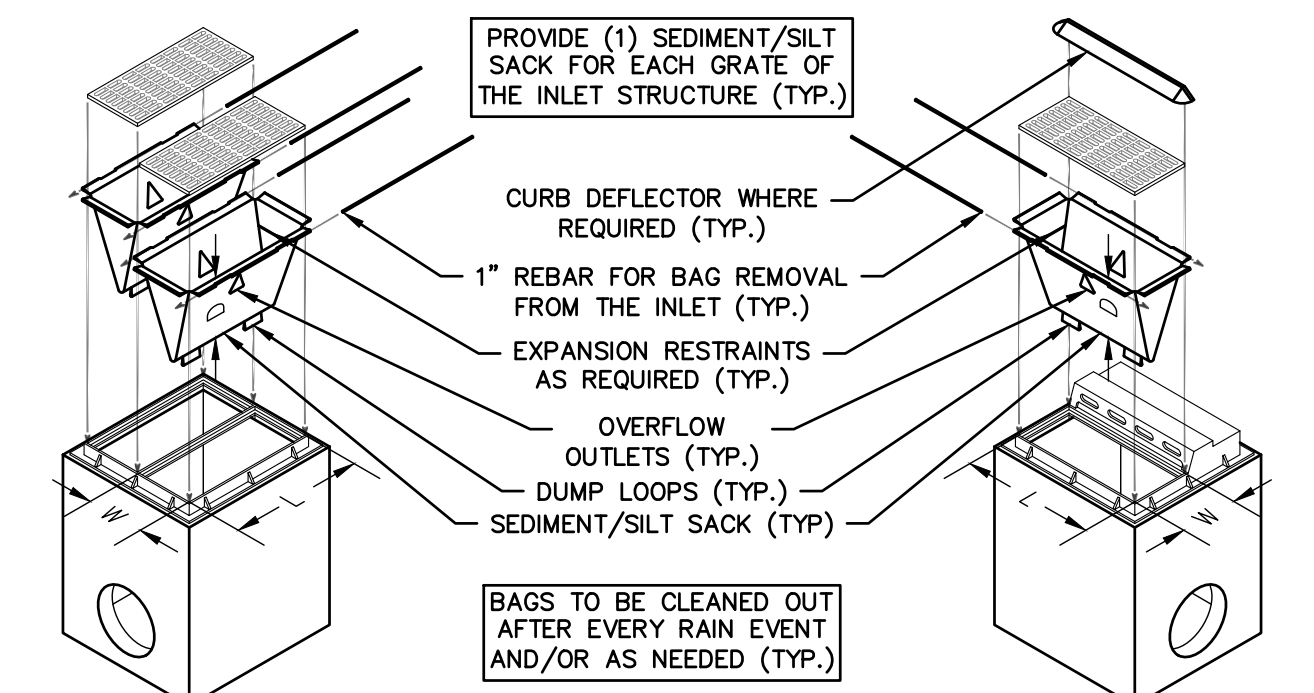 PROVIDE (1) SEDIMENT/SILT
SACK FOR EACH GRATE OF
THE INLET STRUCTURE (TYP.)
CURB DEFLECTOR WHERE
REQUIRED (TYP.)
1" REBAR FOR BAG REMOVAL
FROM THE INLET (TYP.)
EXPANSION RESTRAINTS
AS REQUIRED (TYP.)
OVERFLOW
OUTLETS (TYP.)
DUMP LOOPS (TYP.)
SEDIMENT/SILT SACK (TYP)
W
L
L
W
BAGS TO BE CLEANED OUT
AFTER EVERY RAIN EVENT
AND/OR AS NEEDED (TYP.)